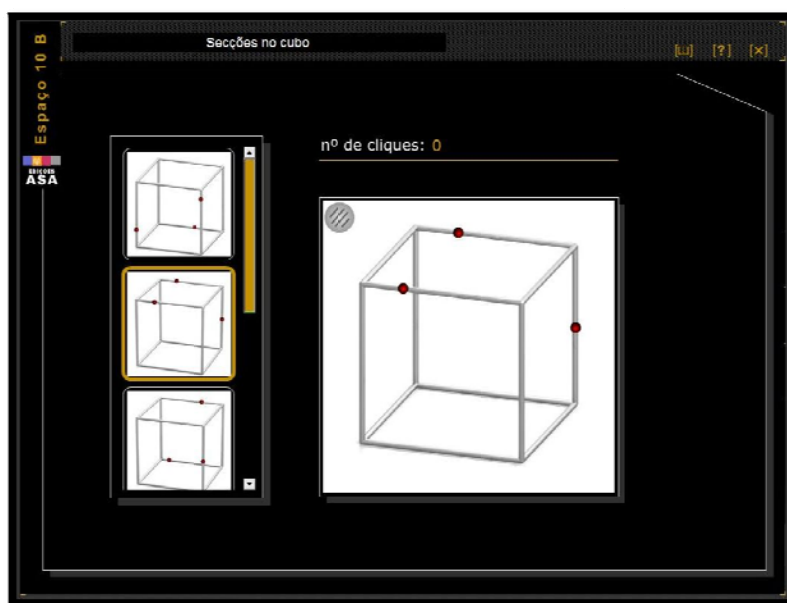 Secções no cubo
[?] [×]
Espaço 10 B
EDIÇÕES
ASA
nº de cliques: 0